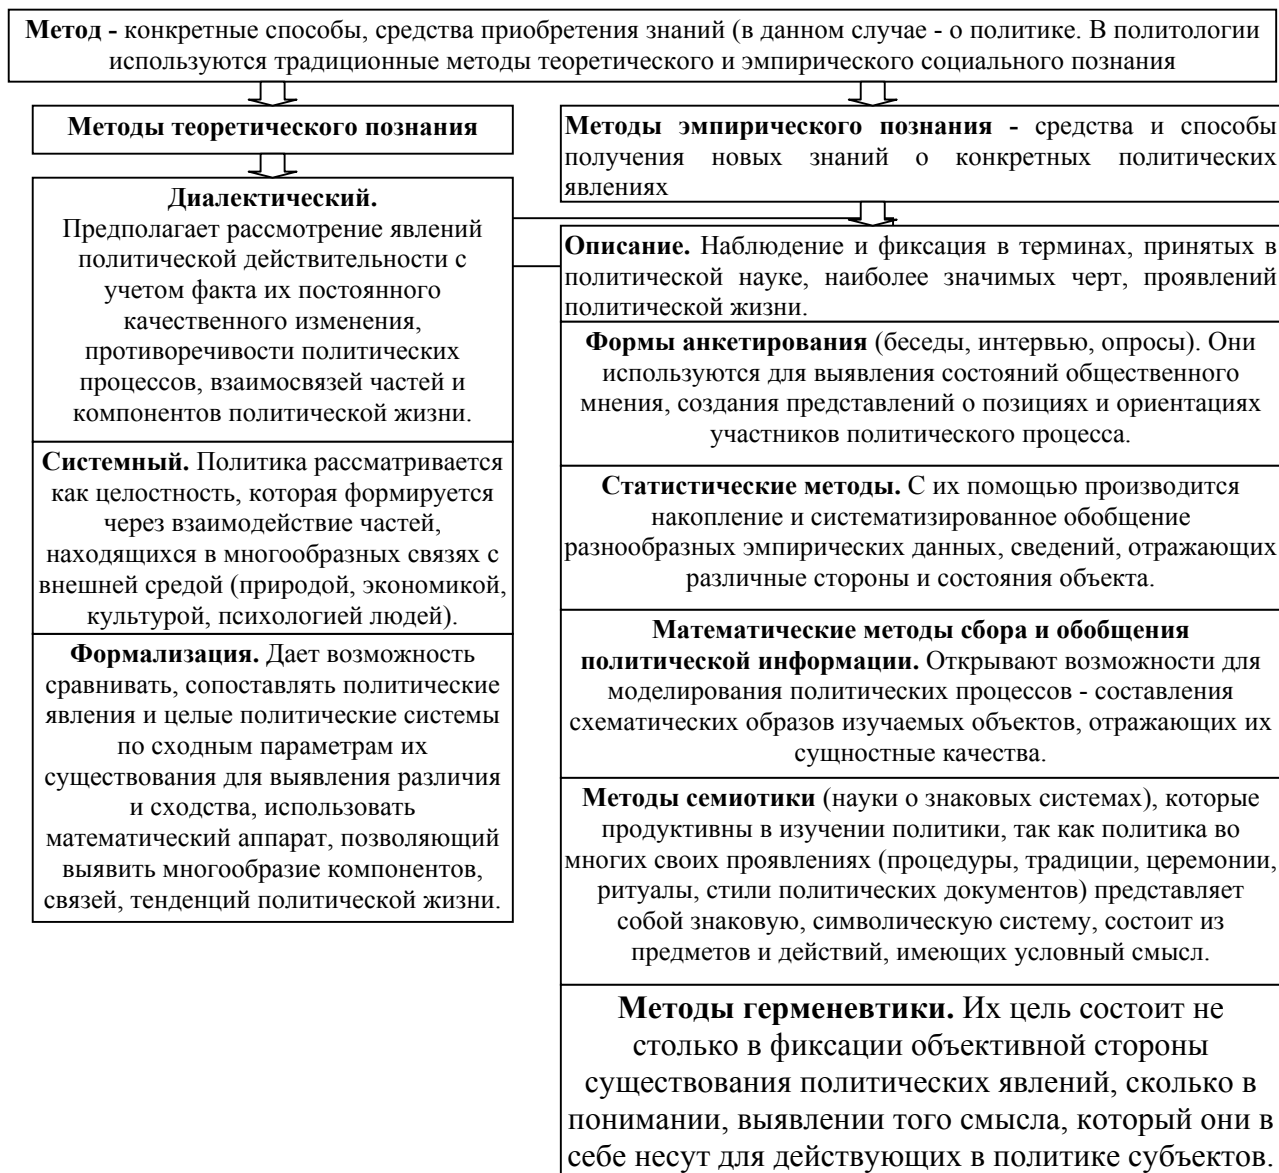 Метод - конкретные способы, средства приобретения знаний (в данном случае - о политике. В политологии
используются традиционные методы теоретического и эмпирического социального познания
Методы теоретического познания
Диалектический.
Предполагает рассмотрение явлений
политической действительности с
учетом факта их постоянного
качественного изменения,
противоречивости политических
процессов, взаимосвязей частей и
компонентов политической жизни.
Системный. Политика рассматривается
как целостность, которая формируется
через взаимодействие частей,
находящихся в многообразных связях с
внешней средой (природой, экономикой,
культурой, психологией людей).
Формализация. Дает возможность
сравнивать, сопоставлять политические
явления и целые политические системы
по сходным параметрам их
существования для выявления различия
и сходства, использовать
математический аппарат, позволяющий
выявить многообразие компонентов,
связей, тенденций политической жизни.
Методы эмпирического познания - средства и способы
получения новых знаний о конкретных политических
явлениях
Описание. Наблюдение и фиксация в терминах, принятых в
политической науке, наиболее значимых черт, проявлений
политической жизни.
Формы анкетирования (беседы, интервью, опросы). Они
используются для выявления состояний общественного
мнения, создания представлений о позициях и ориентациях
участников политического процесса.
Статистические методы. С их помощью производится
накопление и систематизированное обобщение
разнообразных эмпирических данных, сведений, отражающих
различные стороны и состояния объекта.
Математические методы сбора и обобщения
политической информации. Открывают возможности для
моделирования политических процессов - составления
схематических образов изучаемых объектов, отражающих их
сущностные качества.
Методы семиотики (науки о знаковых системах), которые
продуктивны в изучении политики, так как политика во
многих своих проявлениях (процедуры, традиции, церемонии,
ритуалы, стили политических документов) представляет
собой знаковую, символическую систему, состоит из
предметов и действий, имеющих условный смысл.
Методы герменевтики. Их цель состоит не
столько в фиксации объективной стороны
существования политических явлений, сколько в
понимании, выявлении того смысла, который они в
себе несут для действующих в политике субъектов.